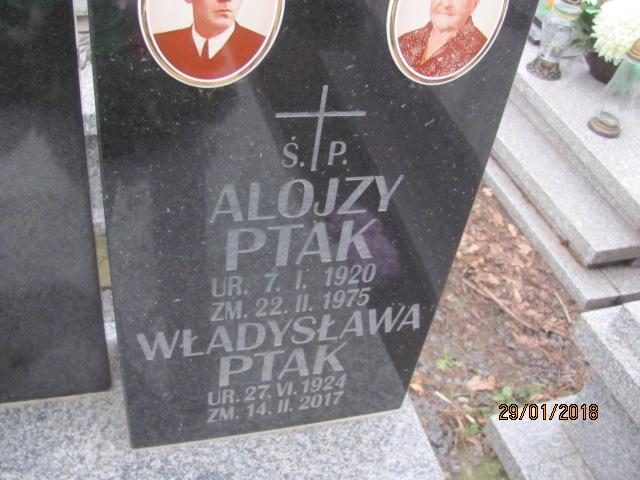 Ś. P.
ALOJZY
PTAK
UR. 7. I. 1920
ZM. 22. II. 1975
WŁADYSŁAWA
PTAK
UR. 27. VI. 1924
ZM. 14. II. 2017
29/01/2018